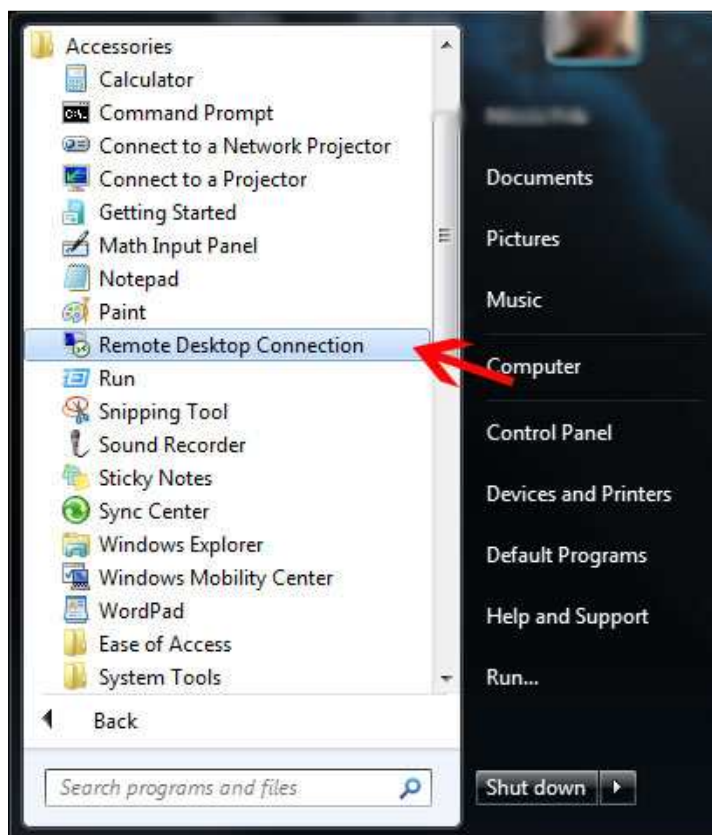 Accessories
Calculator
Command Prompt
Connect to a Network Projector
Connect to a Projector
Getting Started
Math Input Panel
Notepad
Paint
Remote Desktop Connection
Run
Snipping Tool
Sound Recorder
Sticky Notes
Sync Center
Windows Explorer
Windows Mobility Center
WordPad
Ease of Access
System Tools
Back
Search programs and files
Documents
Pictures
Music
Computer
Control Panel
Devices and Printers
Default Programs
Help and Support
Run...
Shut down